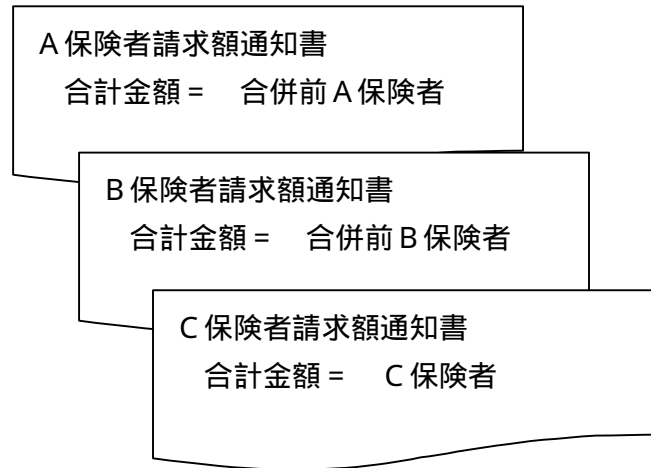 A保険者請求額通知書
合計金額=　合併前A保険者
B保険者請求額通知書
合計金額=　合併前B保険者
C保険者請求額通知書
合計金額=　C保険者